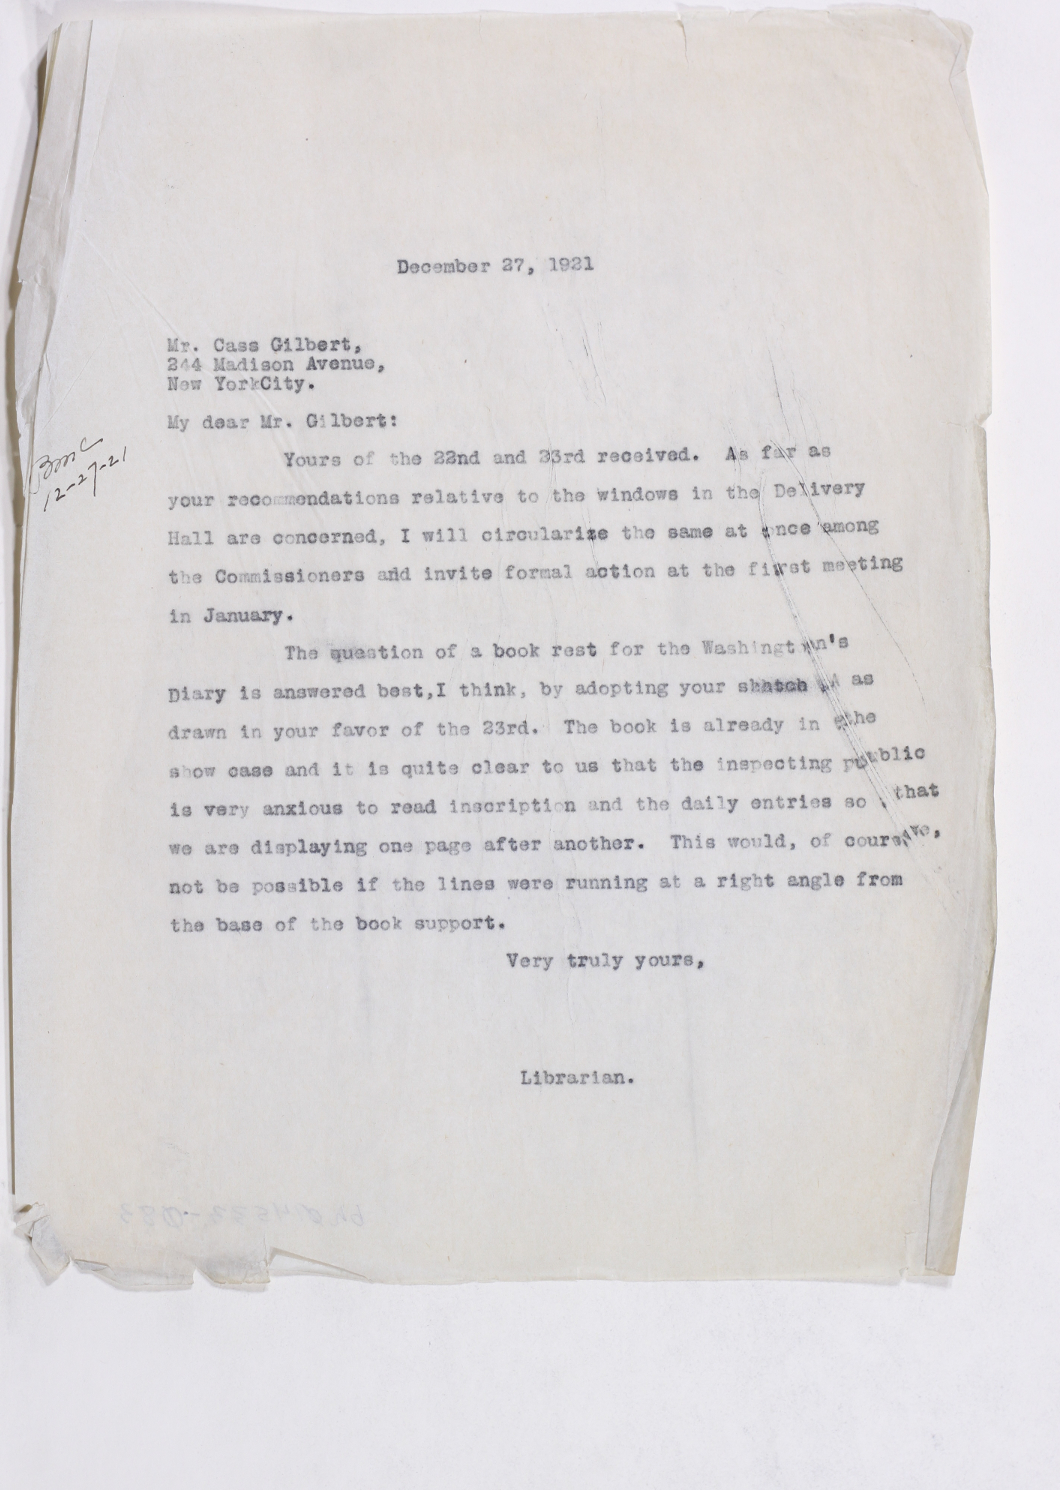 December 27, 1921
Mr. Cass Gilbert,
244 Madison Avenue,
New YorkCity.
My dear Mr. Gilbert:
BMC
12-27-21
Yours of the 22nd and 23rd received. As far as
your recommendations relative to the windows in the Delivery
Hall are concerned, I will circularize the same at once among
the Commissioners and invite formal action at the first meeting
in January.
The question of a book rest for the Washington's
Diary is answered best,I think, by adopting your as
drawn in your favor of the 23rd. The book is already in the
show case and it is quite clear to us that the inspecting public
is very anxious to read inscription and the daily entries so that
we are displaying one page after another. This would, of course,
not be possible if the lines were running at a right angle from
the base of the book support.
Very truly yours,
Librarian.